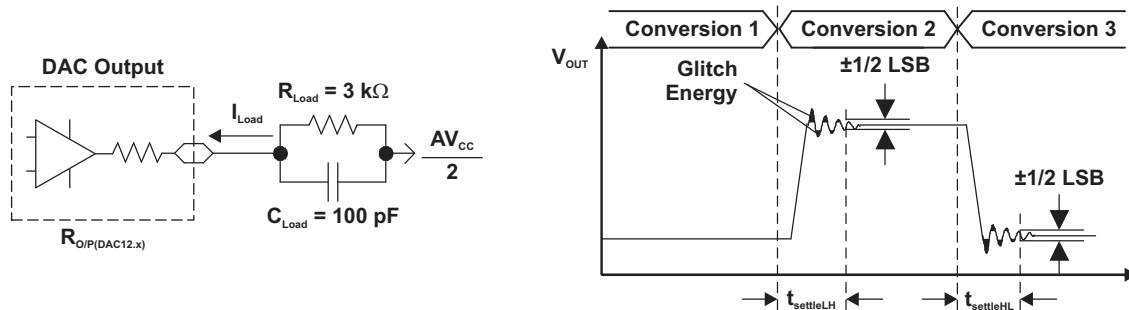 DAC Output
I_Load
R_Load = 3 kΩ
AV_CC
2
C_Load = 100 pF
R_O/P(DAC12.x)
Conversion 1
Conversion 2
Conversion 3
V_OUT
Glitch
Energy
±1/2 LSB
±1/2 LSB
t_settleLH
t_settleHL